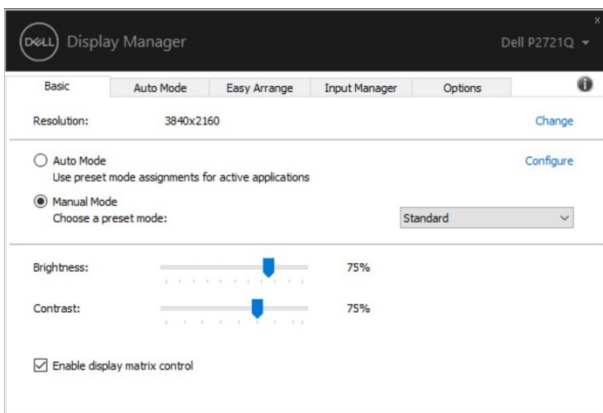 x
DELL Display Manager Dell P2721Q
Basic Auto Mode Easy Arrange Input Manager Options i
Resolution: 3840x2160 Change
Auto Mode Configure
Use preset mode assignments for active applications
Manual Mode
Choose a preset mode: Standard
Brightness: 75%
Contrast: 75%
Enable display matrix control